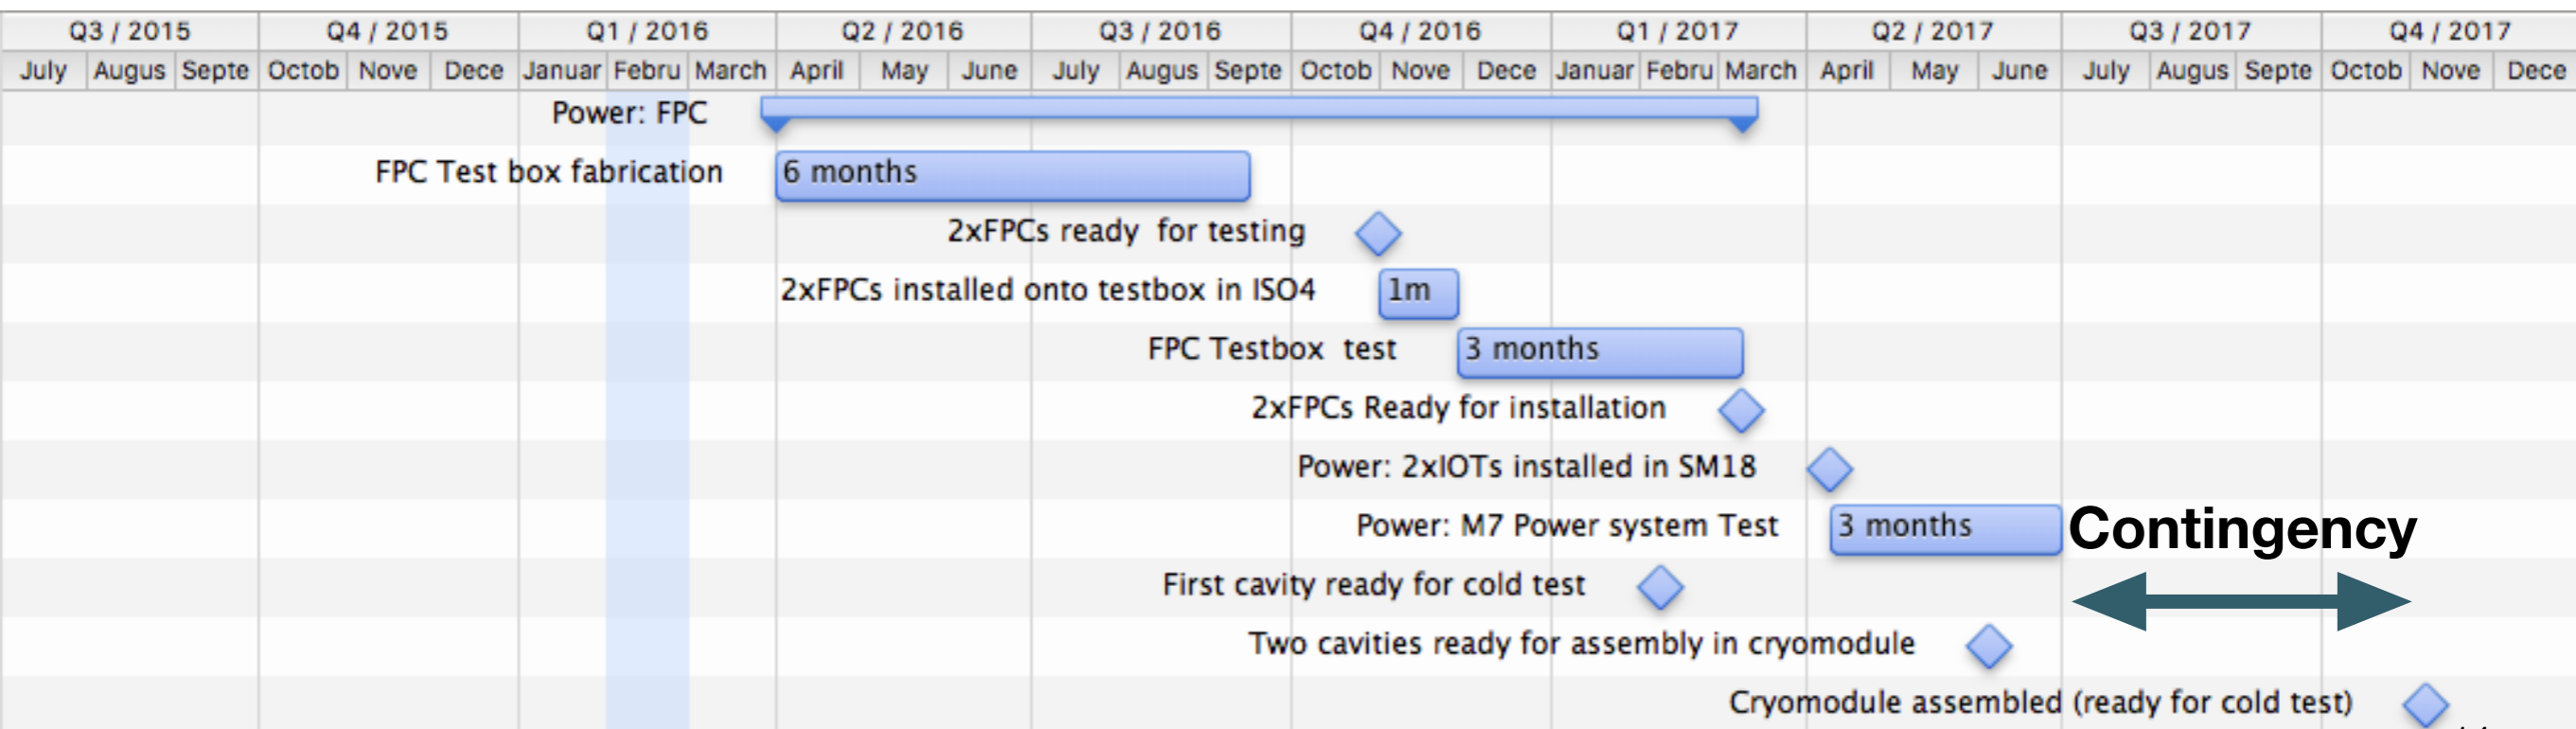 Q3 / 2015 Q4 / 2015 Q1 / 2016 Q2 / 2016 Q3 / 2016 Q4 / 2016 Q1 / 2017 Q2 / 2017 Q3 / 2017 Q4 / 2017
July Augus Septe Octob Nove Dece Januar Febru March April May June July Augus Septe Octob Nove Dece Januar Febru March April May June July Augus Septe Octob Nove Dece
Power: FPC
FPC Test box fabrication 6 months
2xFPCs ready for testing
2xFPCs installed onto testbox in ISO4 1m
FPC Testbox test 3 months
2xFPCs Ready for installation
Power: 2xIOTs installed in SM18
Power: M7 Power system Test 3 months Contingency
First cavity ready for cold test
Two cavities ready for assembly in cryomodule
Cryomodule assembled (ready for cold test)